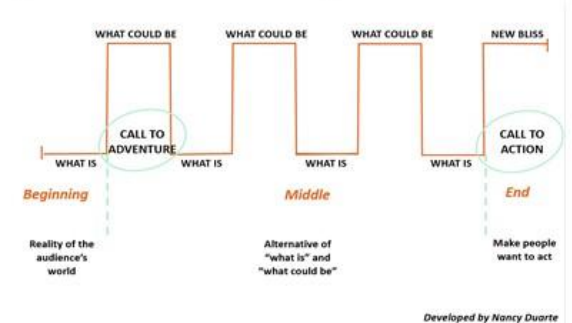 WHAT COULD BE WHAT COULD BE WHAT COULD BE NEW BLISS
CALL TO
ADVENTURE
CALL TO
ACTION
WHAT IS WHAT IS WHAT IS WHAT IS
Beginning Middle End
Reality of the
audience's
world
Alternative of
"what is" and
"what could be"
Make people
want to act
Developed by Nancy Duarte